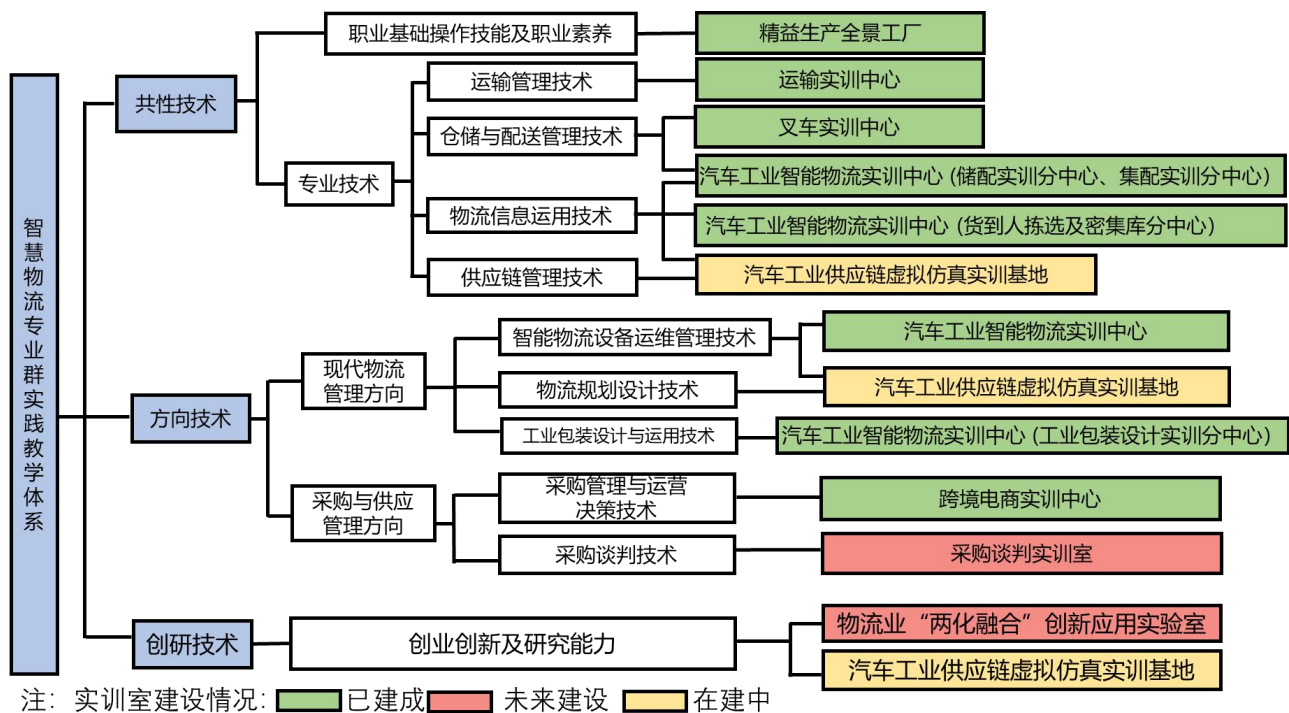 智慧物流专业群实践教学体系
共性技术
职业基础操作技能及职业素养
精益生产全景工厂
专业技术
运输管理技术
运输实训中心
仓储与配送管理技术
叉车实训中心
汽车工业智能物流实训中心（储配实训分中心、集配实训分中心）
物流信息运用技术
汽车工业智能物流实训中心（货到人拣选及密集库分中心）
供应链管理技术
汽车工业供应链虚拟仿真实训基地
方向技术
现代物流
管理方向
智能物流设备运维管理技术
汽车工业智能物流实训中心
物流规划设计技术
汽车工业供应链虚拟仿真实训基地
工业包装设计与运用技术
汽车工业智能物流实训中心（工业包装设计实训分中心）
采购与供应
管理方向
采购管理与运营
决策技术
跨境电商实训中心
采购谈判技术
采购谈判实训室
创研技术
创业创新及研究能力
物流业“两化融合”创新应用实验室
汽车工业供应链虚拟仿真实训基地
注： 实训室建设情况: 已建成 未来建设 在建中